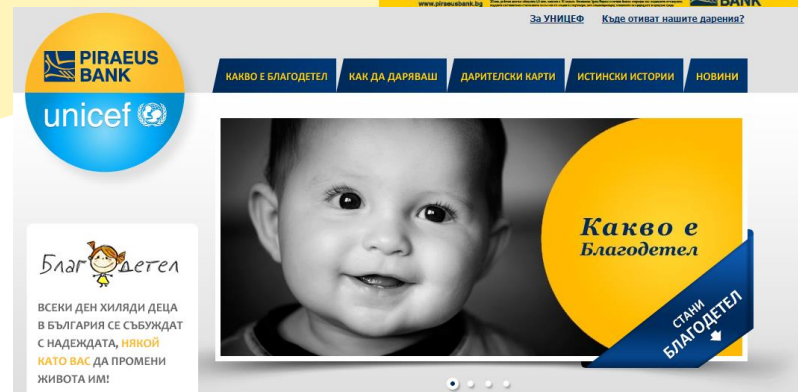 www.piraeusbank.bg
BANK
За УНИЦЕФ Къде отиват нашите дарения?
PIRAEUS
BANK
unicef
КАКВО Е БЛАГОДЕТЕЛ КАК ДА ДАРЯВАШ ДАРИТЕЛСКИ КАРТИ ИСТИНСКИ ИСТОРИИ НОВИНИ
Какво е
Благодетел
СТАНИ
БЛАГОДЕТЕЛ
Благодетел
ВСЕКИ ДЕН ХИЛЯДИ ДЕЦА
В БЪЛГАРИЯ СЕ СЪБУЖДАТ
С НАДЕЖДАТА, НЯКОЙ
КАТО ВАС ДА ПРОМЕНИ
ЖИВОТА ИМ!